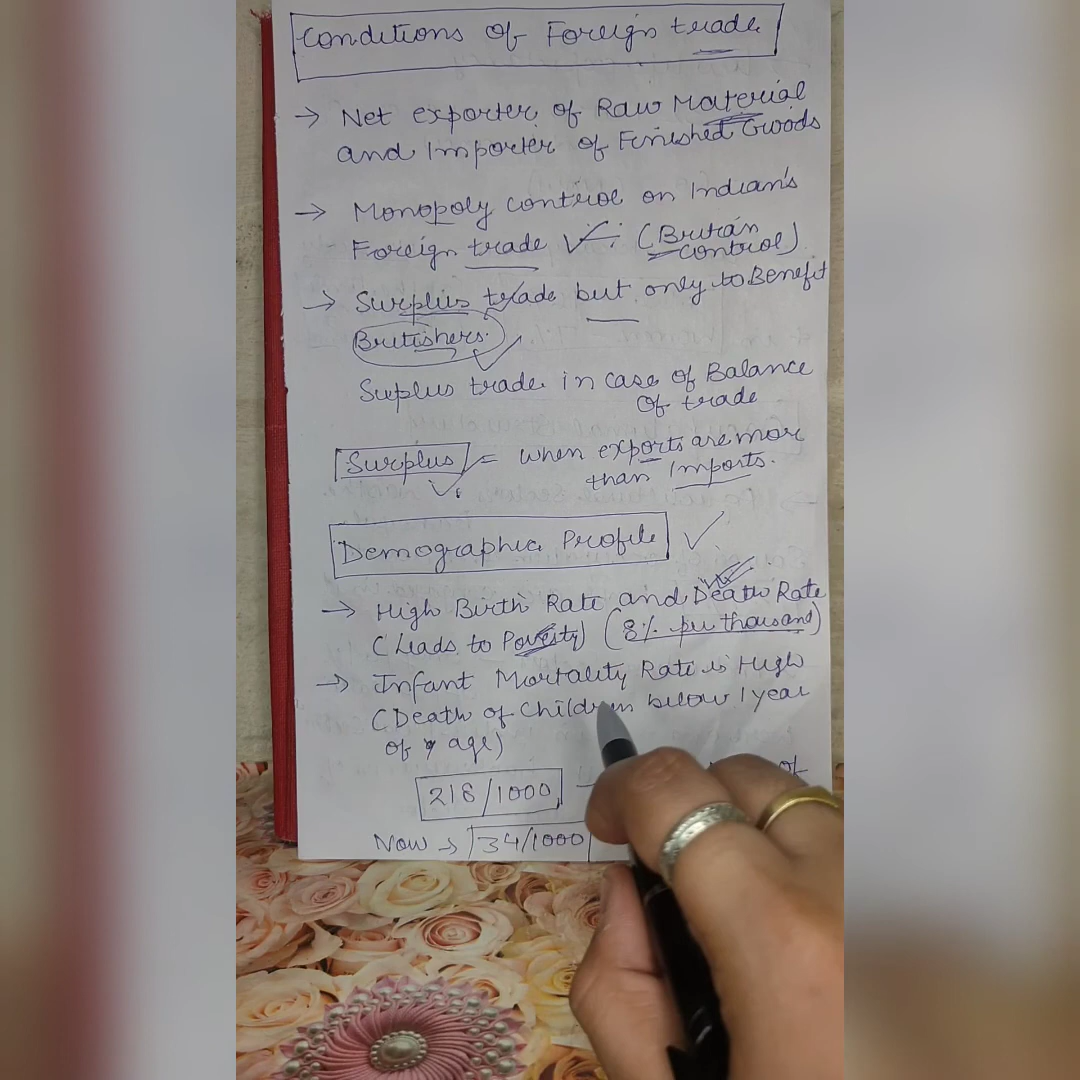 Conditions of Foreign trade
→ Net exporter of Raw Material
and Importer of Finished Goods
→ Monopoly control on Indian's
Foreign trade (Britain
control)
→ Surplus trade but only to Benefit
Britishers.
Suplus trade in case of Balance
Of trade
Surplus = when exports are more
than Imports.
Demographic Profile
→ High Birth Rate and Death Rate
(Leads to Poverty) (8% per thousand)
→ Infant Mortality Rate is High
(Death of Children below 1 year
of age)
218/1000 of
Now → 34/1000